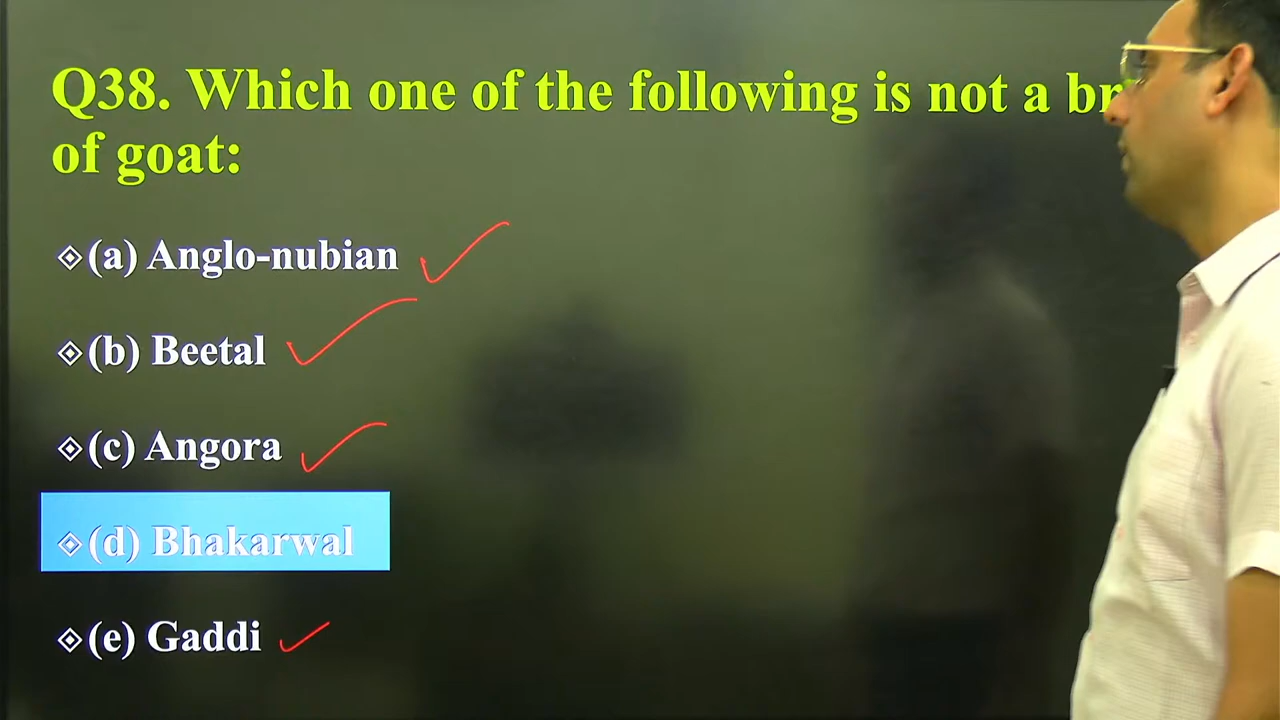 Q38. Which one of the following is not a br
of goat:
(a) Anglo-nubian
(b) Beetal
(c) Angora
(d) Bhakarwal
(e) Gaddi